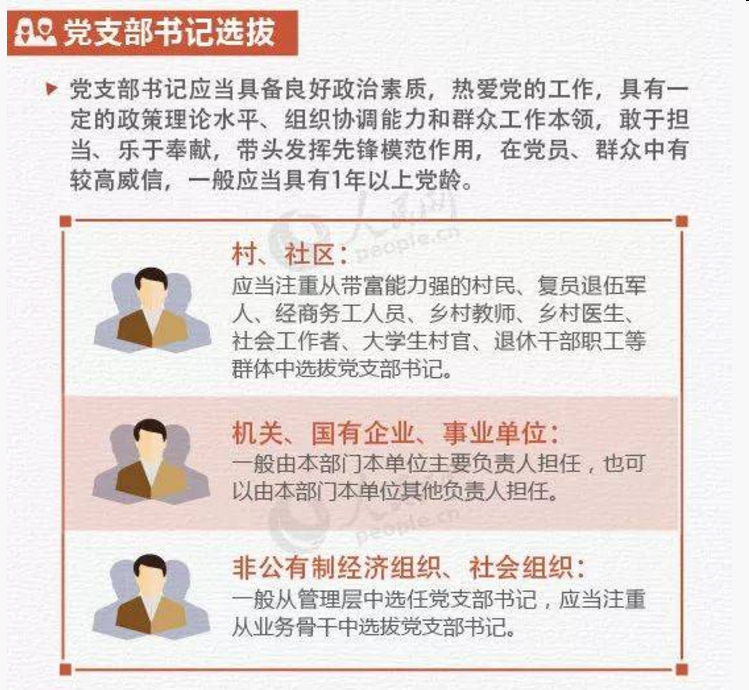 党支部书记选拔
党支部书记应当具备良好政治素质，热爱党的工作，具有一
定的政策理论水平、组织协调能力和群众工作本领，敢于担
当、乐于奉献，带头发挥先锋模范作用，在党员、群众中有
较高威信，一般应当具有1年以上党龄。
人民网
people.cn
村、社区：
应当注重从带富能力强的村民、复员退伍军
人、经商务工人员、乡村教师、乡村医生、
社会工作者、大学生村官、退休干部职工等
群体中选拔党支部书记。
机关、国有企业、事业单位：
一般由本部门本单位主要负责人担任，也可
以由本部门本单位其他负责人担任。
人民网
people.cn
非公有制经济组织、社会组织：
一般从管理层中选任党支部书记，应当注重
从业务骨干中选拔党支部书记。